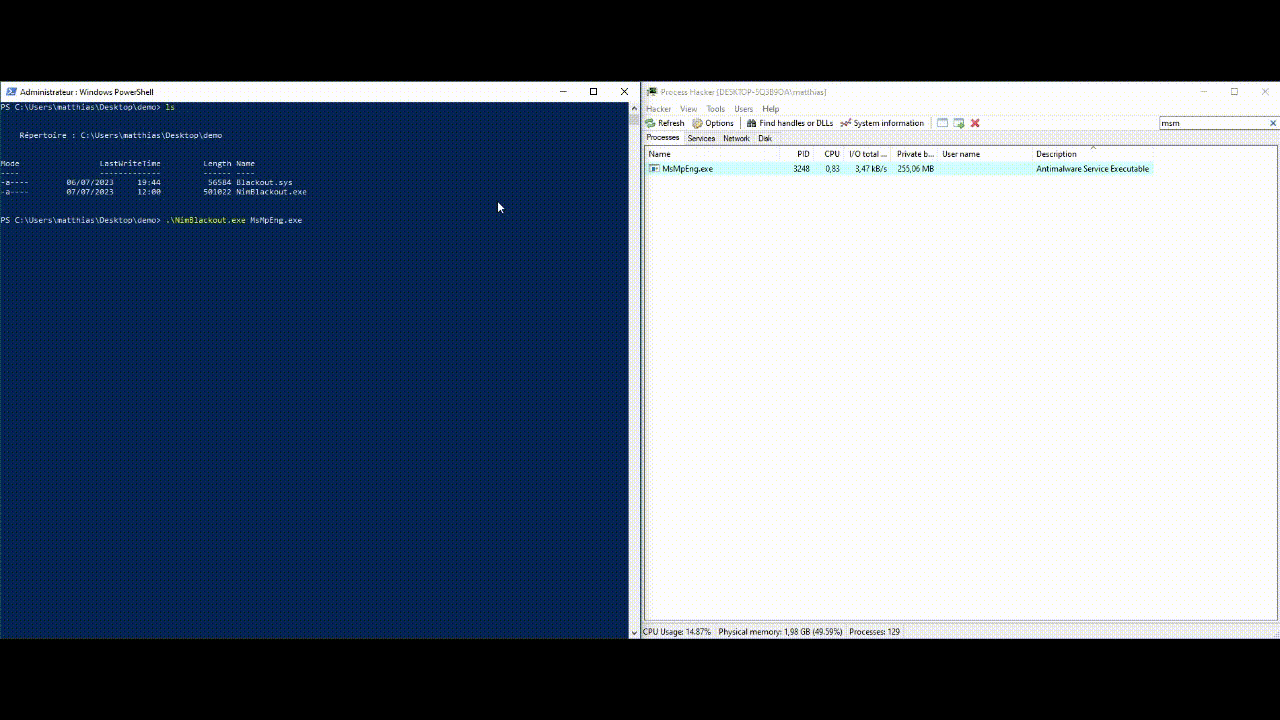 Administrateur : Windows PowerShell
PS C:\Users\matthias\Desktop\demo> ls
Répertoire : C:\Users\matthias\Desktop\demo
Mode LastWriteTime Length Name
---- ------------- ------ ----
-a---- 06/07/2023 19:44 56584 Blackout.sys
-a---- 07/07/2023 12:00 501022 NimBlackout.exe
PS C:\Users\matthias\Desktop\demo> .\NimBlackout.exe MsMpEng.exe
Process Hacker [DESKTOP-5Q3B9OA\matthias]
Hacker View Tools Users Help
Refresh Options Find handles or DLLs System information msm
Processes Services Network Disk
Name PID CPU I/O total ... Private b... User name Description
MsMpEng.exe 3248 0,83 3,47 kB/s 255,06 MB Antimalware Service Executable
CPU Usage: 14.87% Physical memory: 1,98 GB (49.59%) Processes: 129